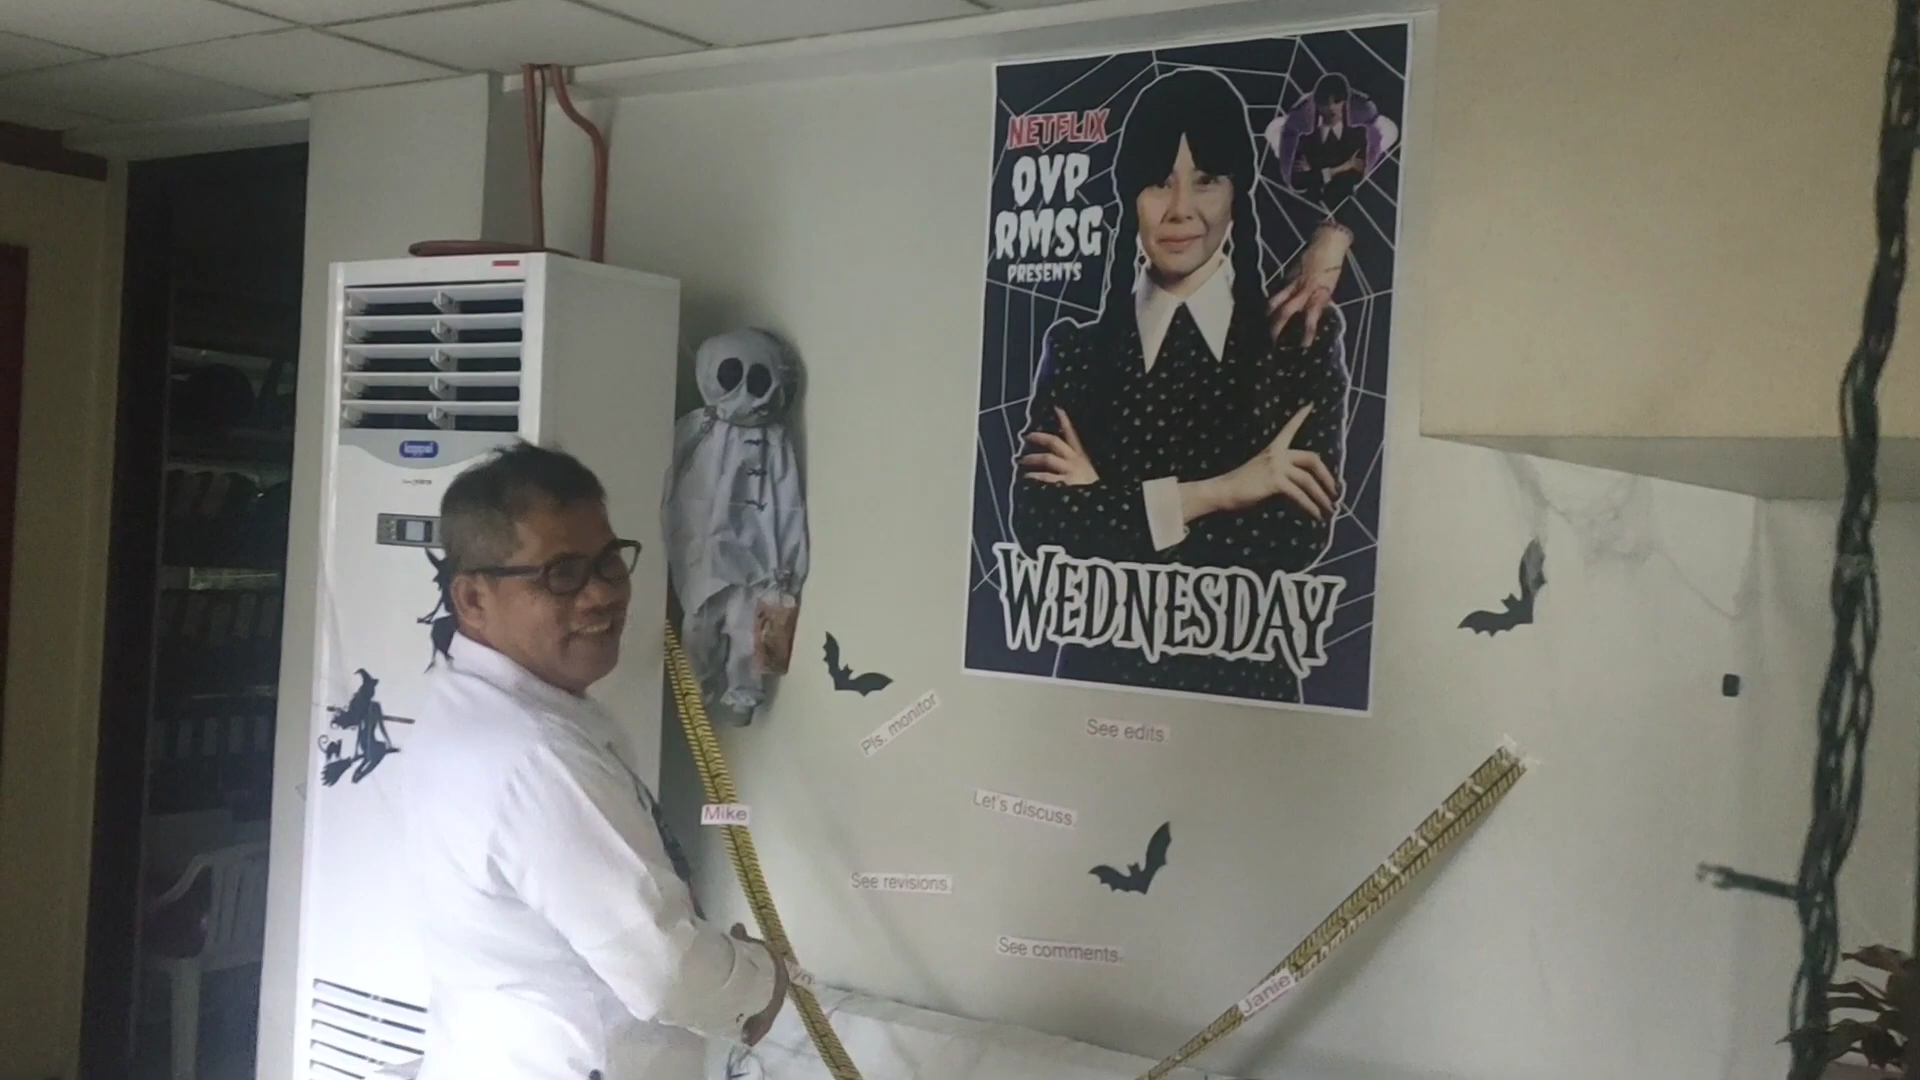 NETFLIX
OVP
RMSG
PRESENTS
WEDNESDAY
Pls. monitor
See edits.
Let's discuss.
Mike
See revisions.
See comments.
Janie